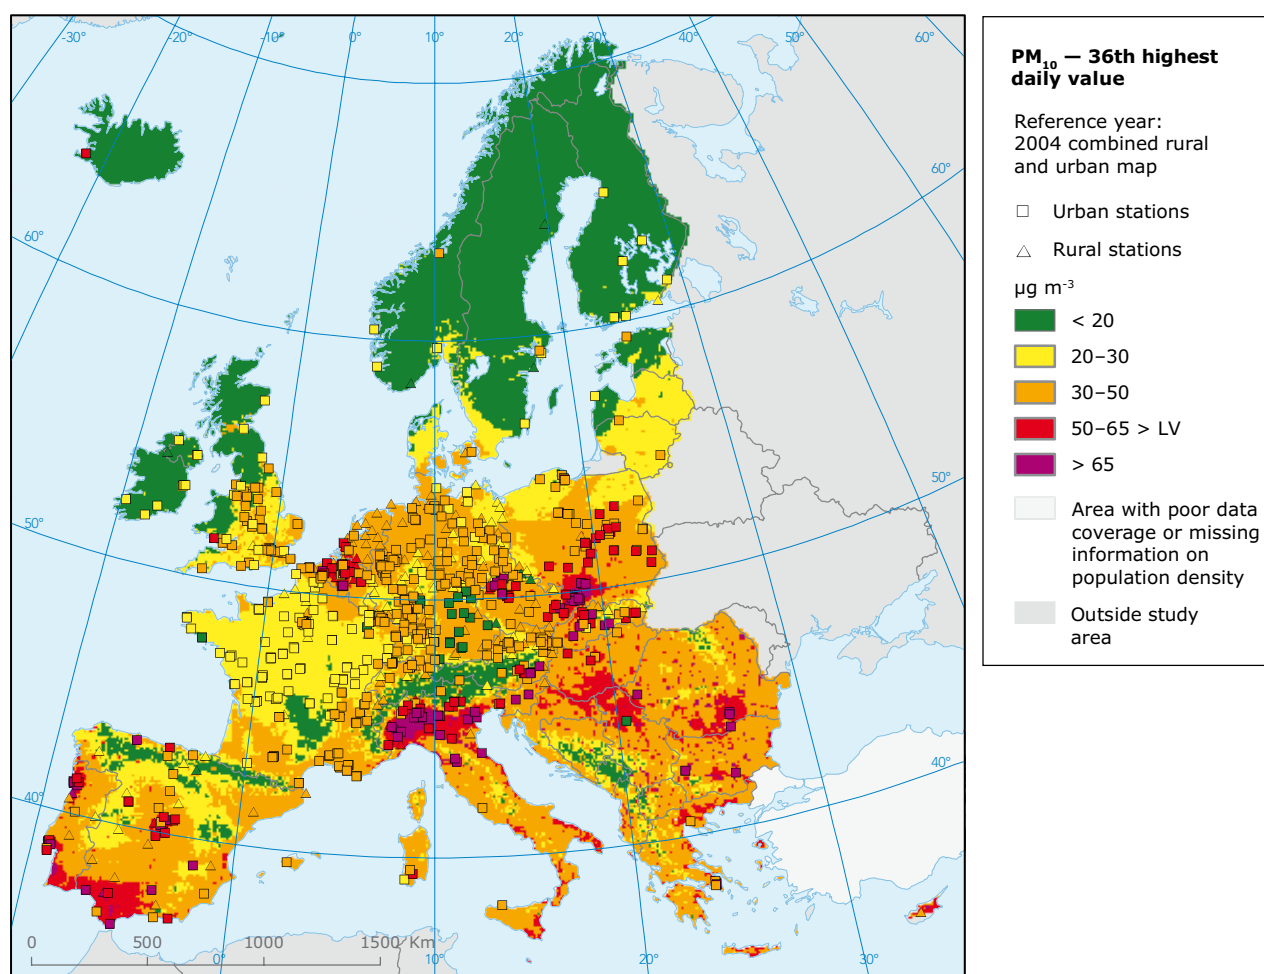 -30°
-20°
-10°
0°
10°
20°
30°
40°
50°
60°
60°
60°
50°
50°
40°
40°
0
500
1000
1500 Km
0°
10°
20°
30°
PM10 — 36th highest
daily value
Reference year:
2004 combined rural
and urban map
Urban stations
Rural stations
µg m-3
< 20
20–30
30–50
50–65 > LV
> 65
Area with poor data
coverage or missing
information on
population density
Outside study
area